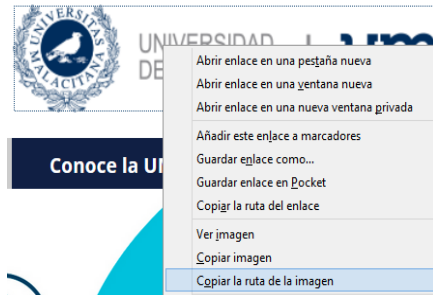 UNIVERSITAS
MALACITANA
UNIVERSIDAD
DE
Abrir enlace en una pestaña nueva
Abrir enlace en una ventana nueva
Abrir enlace en una nueva ventana privada
Añadir este enlace a marcadores
Conoce la
Guardar enlace como...
Guardar enlace en Pocket
Copiar la ruta del enlace
Ver imagen
Copiar imagen
Copiar la ruta de la imagen